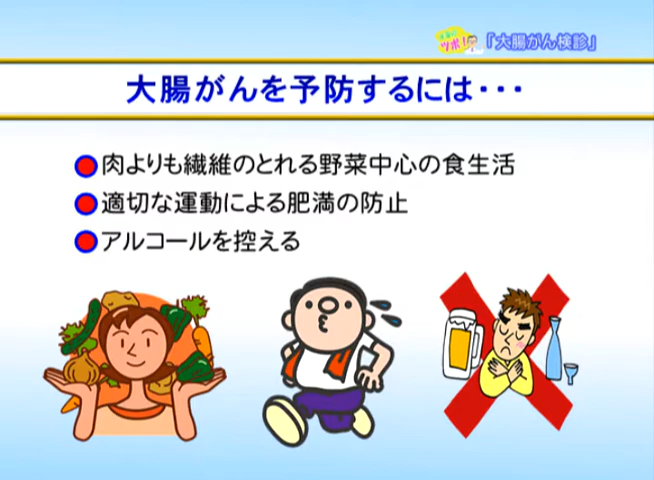 ツボ!
「大腸がん検診」
大腸がんを予防するには・・・
肉よりも繊維のとれる野菜中心の食生活
適切な運動による肥満の防止
アルコールを控える